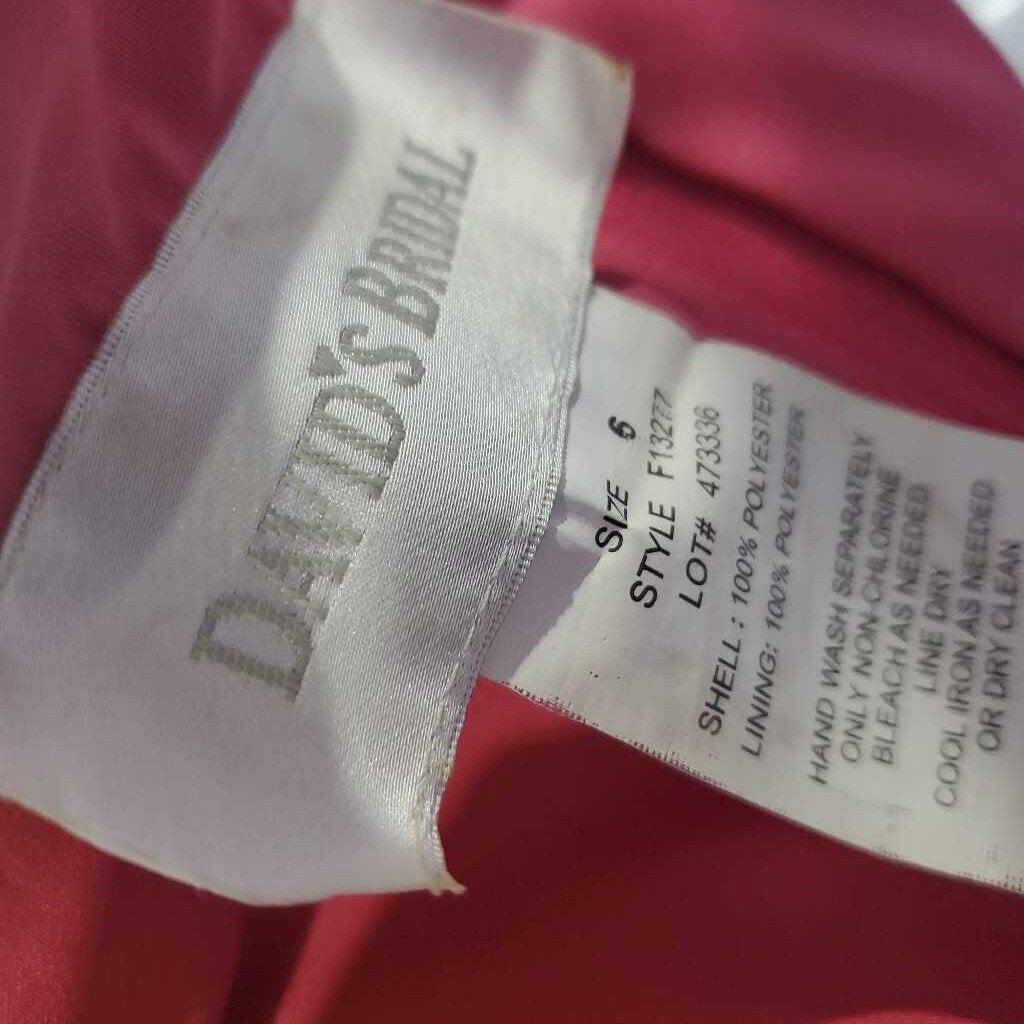 DAVID'S BRIDAL
SIZE 6
STYLE F13277
LOT# 473336
SHELL : 100% POLYESTER
LINING: 100% POLYESTER
HAND WASH SEPARATELY
ONLY NON-CHLORINE
BLEACH AS NEEDED
LINE DRY
COOL IRON AS NEEDED
OR DRY CLEAN